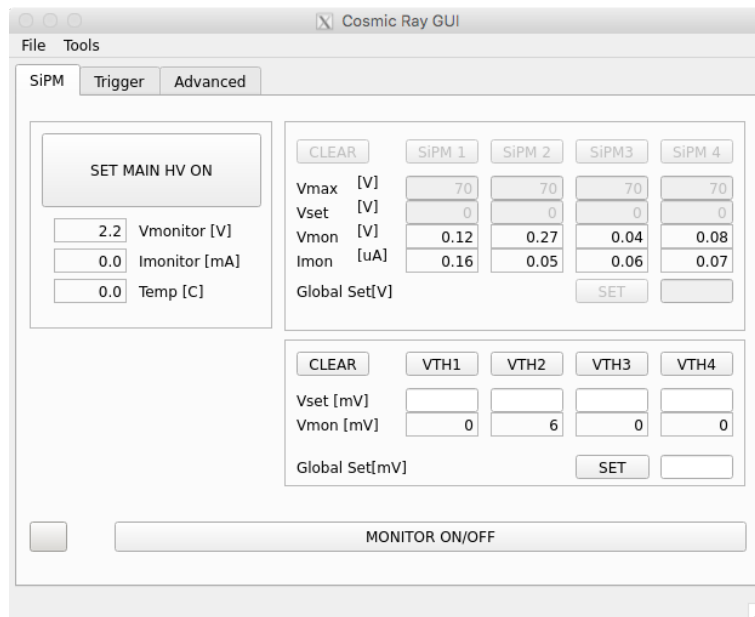 Cosmic Ray GUI
File Tools
SiPM Trigger Advanced
SET MAIN HV ON
2.2 Vmonitor [V]
0.0 Imonitor [mA]
0.0 Temp [C]
CLEAR SiPM 1 SiPM 2 SiPM3 SiPM 4
Vmax [V] 70 70 70 70
Vset [V] 0 0 0 0
Vmon [V] 0.12 0.27 0.04 0.08
Imon [uA] 0.16 0.05 0.06 0.07
Global Set[V] SET
CLEAR VTH1 VTH2 VTH3 VTH4
Vset [mV]
Vmon [mV] 0 6 0 0
Global Set[mV] SET
MONITOR ON/OFF